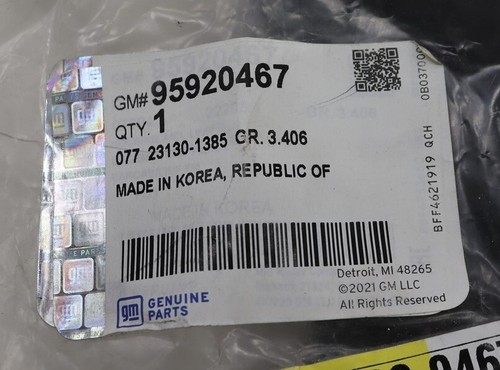 GM# 95920467
QTY. 1
077 23130-1385 GR. 3.406
MADE IN KOREA, REPUBLIC OF
Detroit, MI 48265
©2021 GM LLC
All Rights Reserved
gm GENUINE
PARTS
BFF4621919 QCH